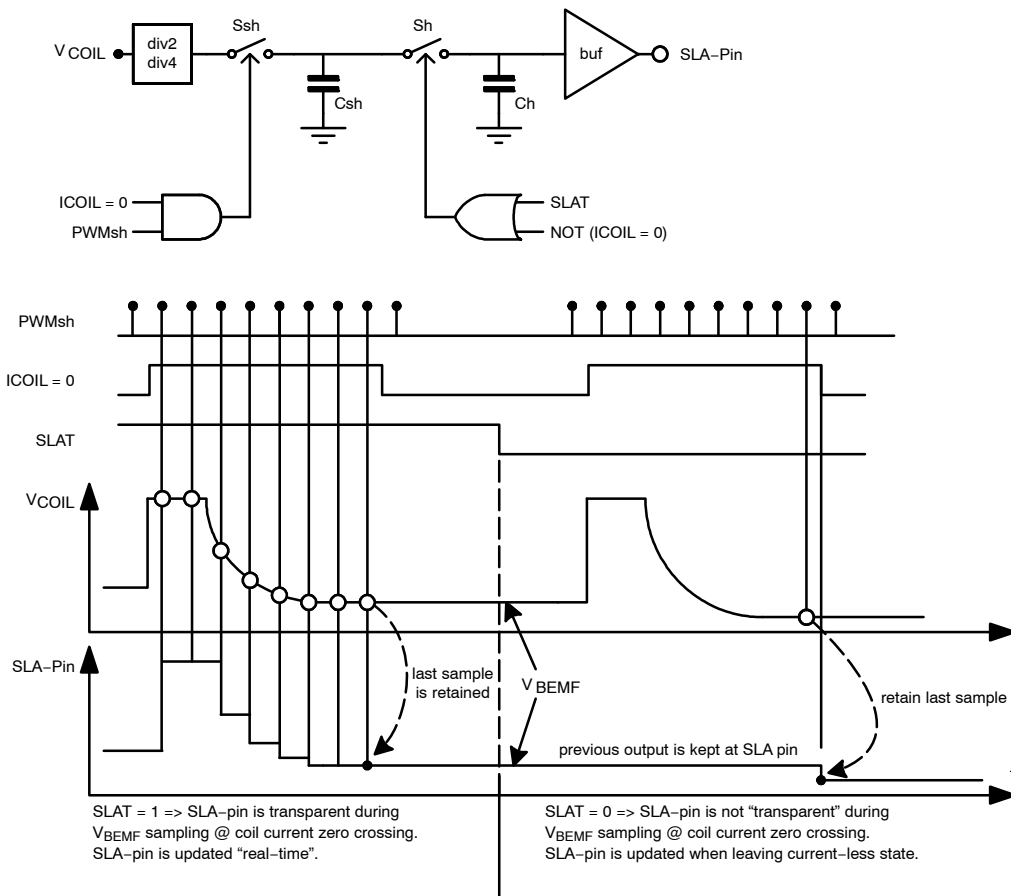 Ssh
Sh
VCOIL
div2
div4
buf
SLA−Pin
Csh
Ch
ICOIL = 0
PWMsh
SLAT
NOT (ICOIL = 0)
PWMsh
ICOIL = 0
SLAT
VCOIL
SLA−Pin
last sample
is retained
VBEMF
retain last sample
previous output is kept at SLA pin
SLAT = 1 => SLA−pin is transparent during
VBEMF sampling @ coil current zero crossing.
SLA−pin is updated “real−time”.
SLAT = 0 => SLA−pin is not “transparent” during
VBEMF sampling @ coil current zero crossing.
SLA−pin is updated when leaving current−less state.